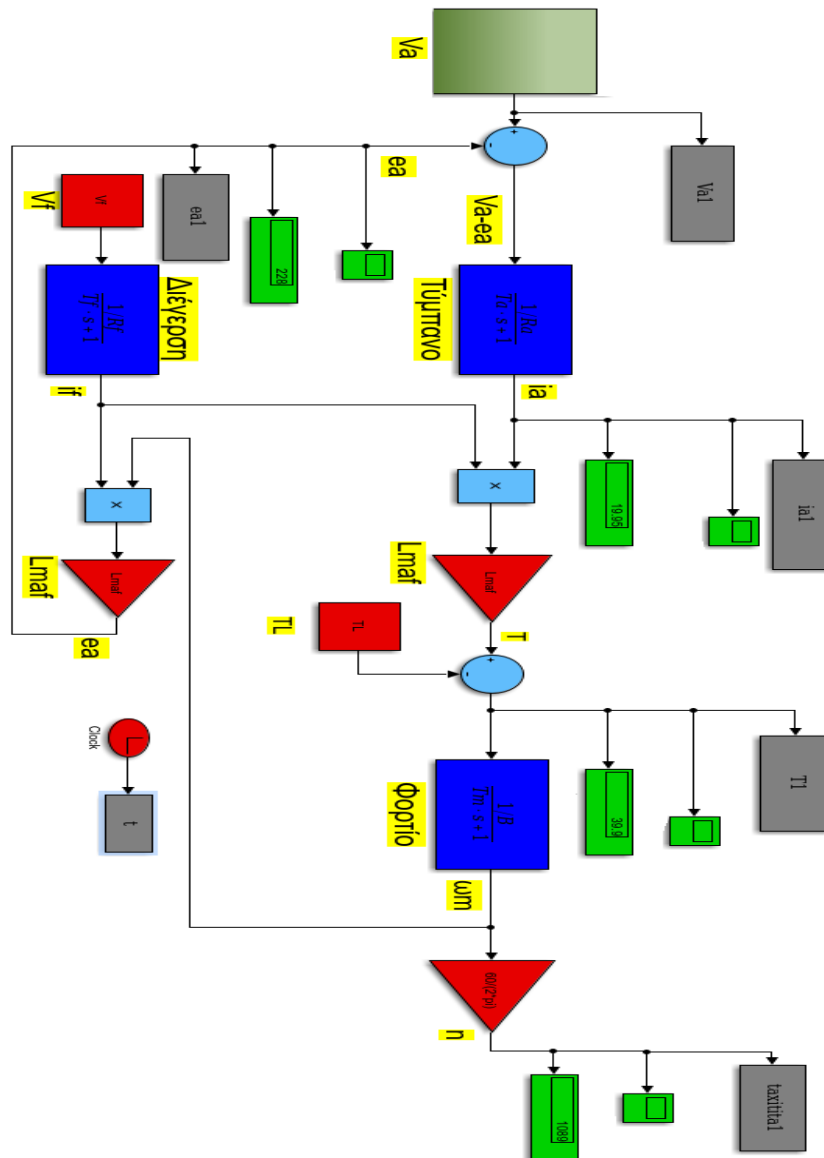 Va1
ia1
T1
taxitita1
19.95
39.9
1089
Va
+
-
Va-ea
1/Ra
Ta·s+1
Τύμπανο
ia
x
Lmaf
Lmaf
T
+
-
1/B
Tm·s+1
Φορτίο
ωm
60/(2*pi)
n
TL
TL
ea
228
ea1
Vf
Vf
1/Rf
Tf·s+1
Διέγερση
if
x
Lmaf
Lmaf
ea
t
Clock